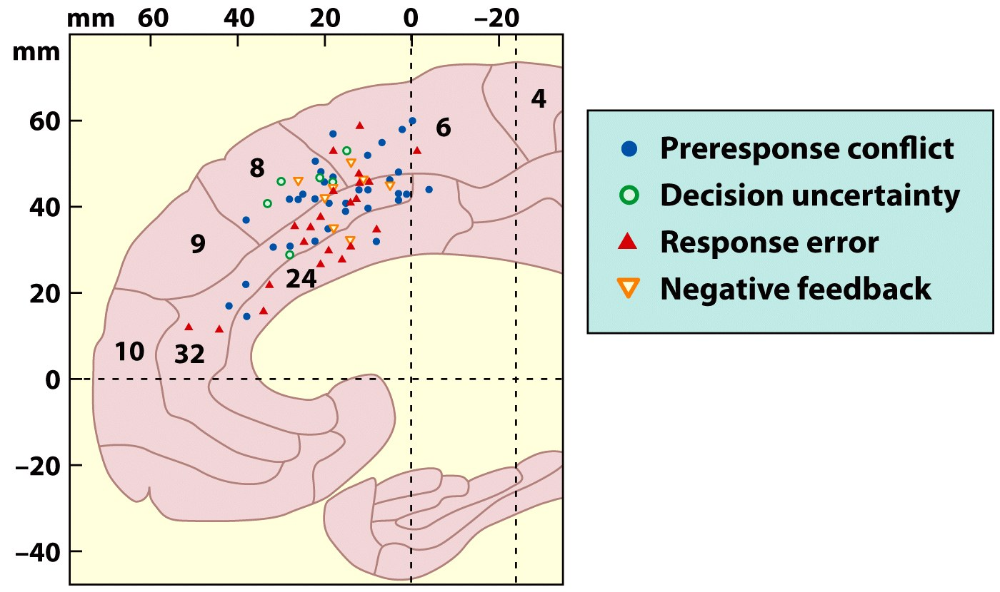 mm 60 40 20 0 –20
mm
4
60
6
8
Preresponse conflict
Decision uncertainty
40
9
Response error
24
Negative feedback
20
10 32
0
–20
–40